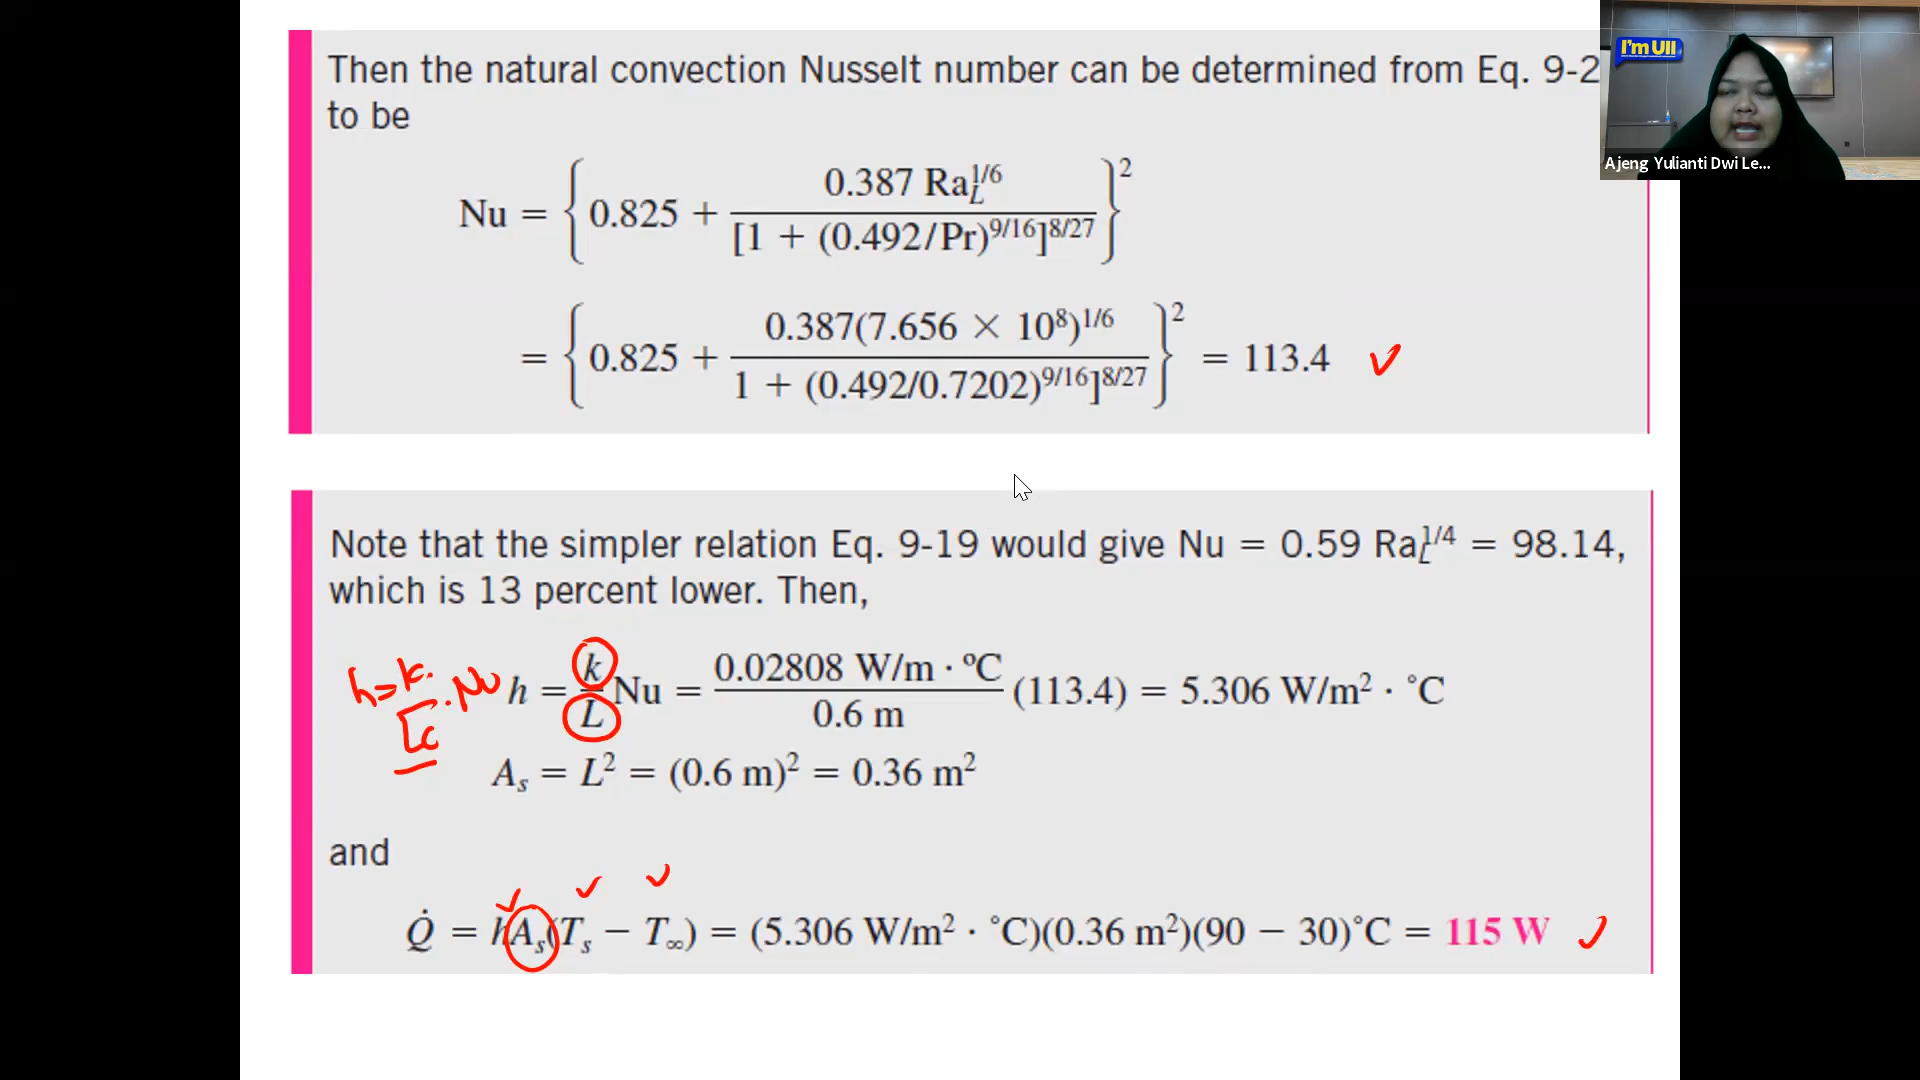 Then the natural convection Nusselt number can be determined from Eq. 9-2
to be
Nu = {0.825 + 0.387 Ra_L^1/6 / [1 + (0.492/Pr)^9/16]^8/27}^2
= {0.825 + 0.387(7.656 × 10^8)^1/6 / 1 + (0.492/0.7202)^9/16]^8/27}^2 = 113.4 ✓
Note that the simpler relation Eq. 9-19 would give Nu = 0.59 Ra_L^1/4 = 98.14,
which is 13 percent lower. Then,
h = k/Lc · Nu
h = k/L Nu = 0.02808 W/m · °C / 0.6 m (113.4) = 5.306 W/m² · °C
A_s = L² = (0.6 m)² = 0.36 m²
and
Q̇ = hA_s(T_s − T_∞) = (5.306 W/m² · °C)(0.36 m²)(90 − 30)°C = 115 W ✓
I'm UII
Ajeng Yulianti Dwi Le...